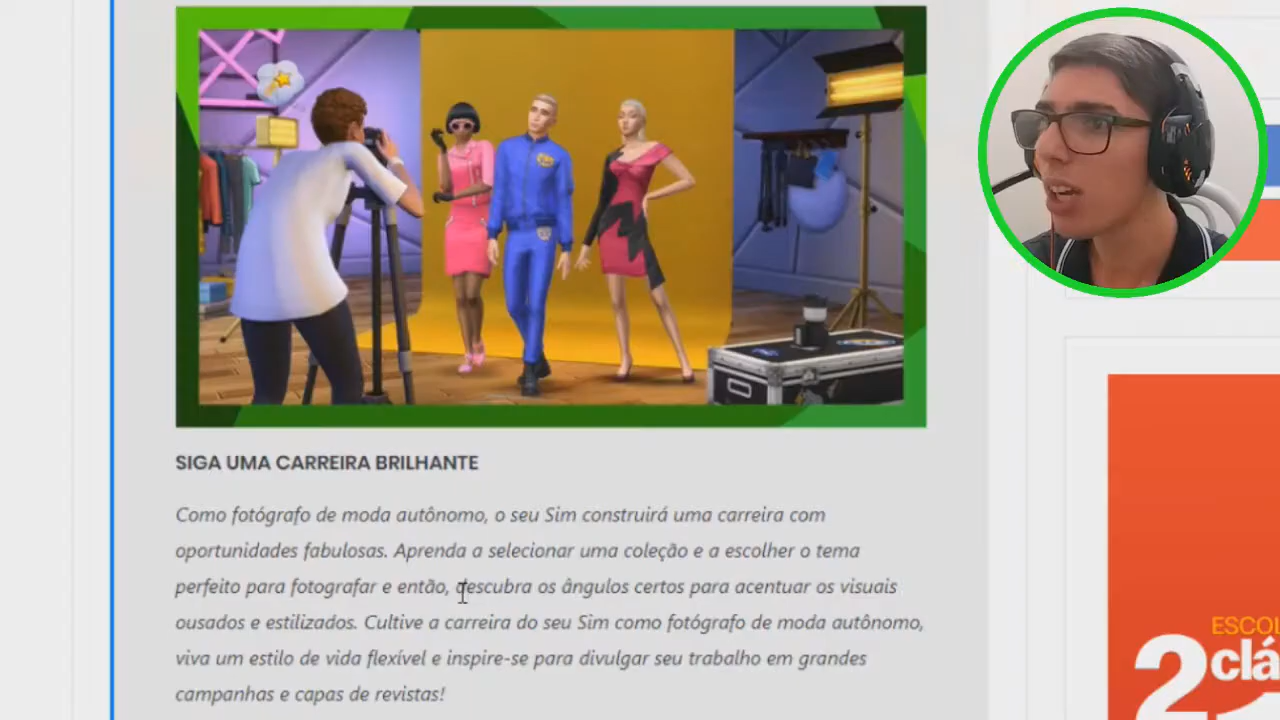 SIGA UMA CARREIRA BRILHANTE
Como fotógrafo de moda autônomo, o seu Sim construirá uma carreira com
oportunidades fabulosas. Aprenda a selecionar uma coleção e a escolher o tema
perfeito para fotografar e então, descubra os ângulos certos para acentuar os visuais
ousados e estilizados. Cultive a carreira do seu Sim como fotógrafo de moda autônomo,
viva um estilo de vida flexível e inspire-se para divulgar seu trabalho em grandes
campanhas e capas de revistas!
ESCOL
2 clá